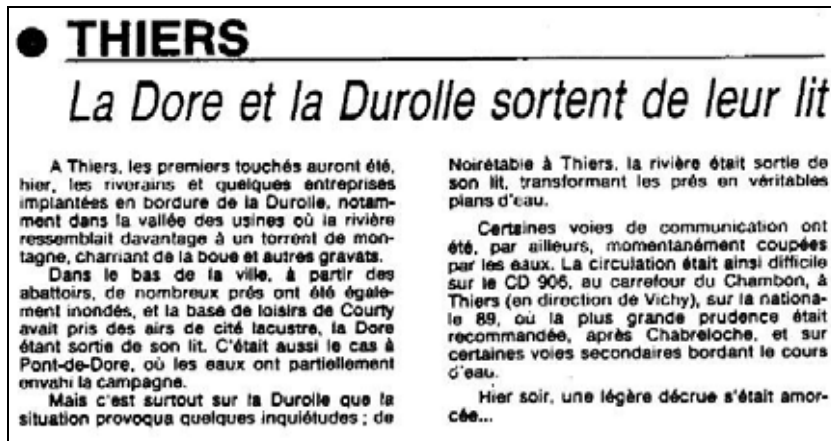 ● THIERS
La Dore et la Durolle sortent de leur lit
A Thiers, les premiers touchés auront été,
hier, les riverains et quelques entreprises
implantées en bordure de la Durolle, notam-
ment dans la vallée des usines où la rivière
ressemblait davantage à un torrent de mon-
tagne, charriant de la boue et autres gravats.
Dans le bas de la ville, à partir des
abattoirs, de nombreux prés ont été égale-
ment inondés, et la base de loisirs de Courty
avait pris des airs de cité lacustre, la Dore
étant sortie de son lit. C'était aussi le cas à
Pont-de-Dore, où les eaux ont partiellement
envahi la campagne.
Mais c'est surtout sur la Durolle que la
situation provoqua quelques inquiétudes ; de
Noirétable à Thiers, la rivière était sortie de
son lit, transformant les prés en véritables
plans d'eau.
Certaines voies de communication ont
été, par ailleurs, momentanément coupées
par les eaux. La circulation était ainsi difficile
sur le CD 906, au carrefour du Chambon, à
Thiers (en direction de Vichy), sur la nationa-
le 89, où la plus grande prudence était
recommandée, après Chabreloche, et sur
certaines voies secondaires bordant le cours
d'eau.
Hier soir, une légère décrue s'était amor-
cée...